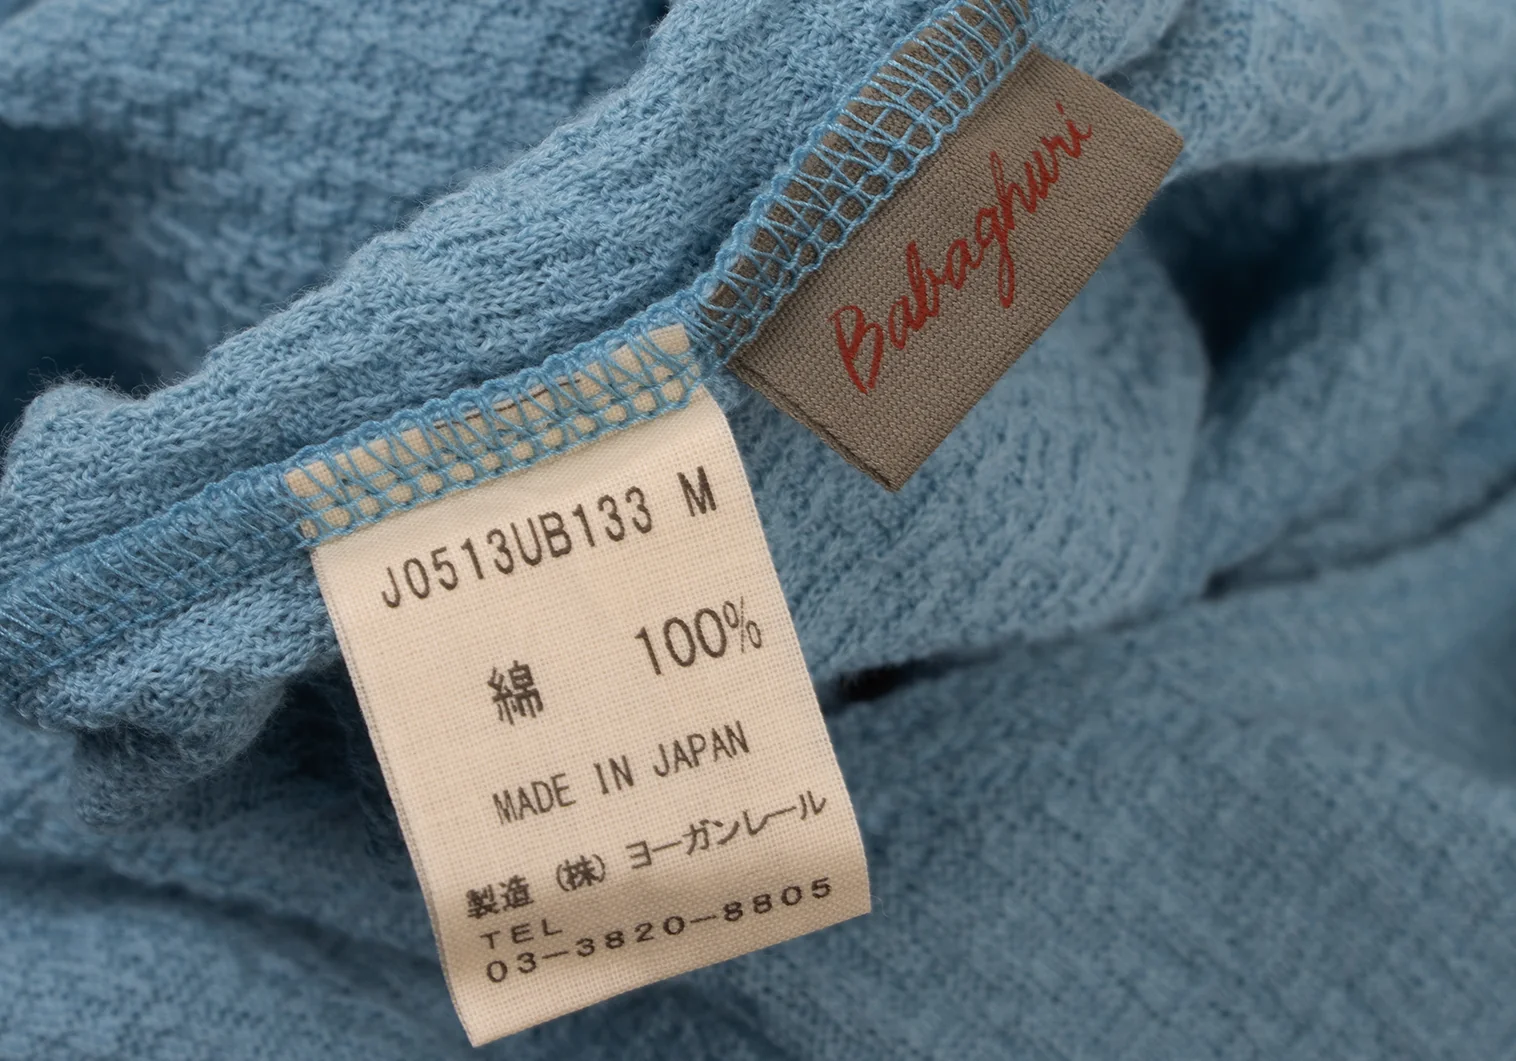 Babaghuri
J0513UB133 M
綿 100%
MADE IN JAPAN
製造 (株) ヨーガンレール
TEL
03-3820-8805